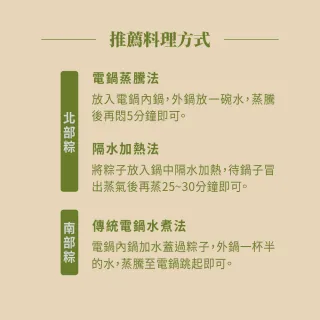 推薦料理方式
北部粽
電鍋蒸騰法
放入電鍋內鍋，外鍋放一碗水，蒸騰
後再悶5分鐘即可。
隔水加熱法
將粽子放入鍋中隔水加熱，待鍋子冒
出蒸氣後再蒸25~30分鐘即可。
南部粽
傳統電鍋水煮法
電鍋內鍋加水蓋過粽子，外鍋一杯半
的水，蒸騰至電鍋跳起即可。